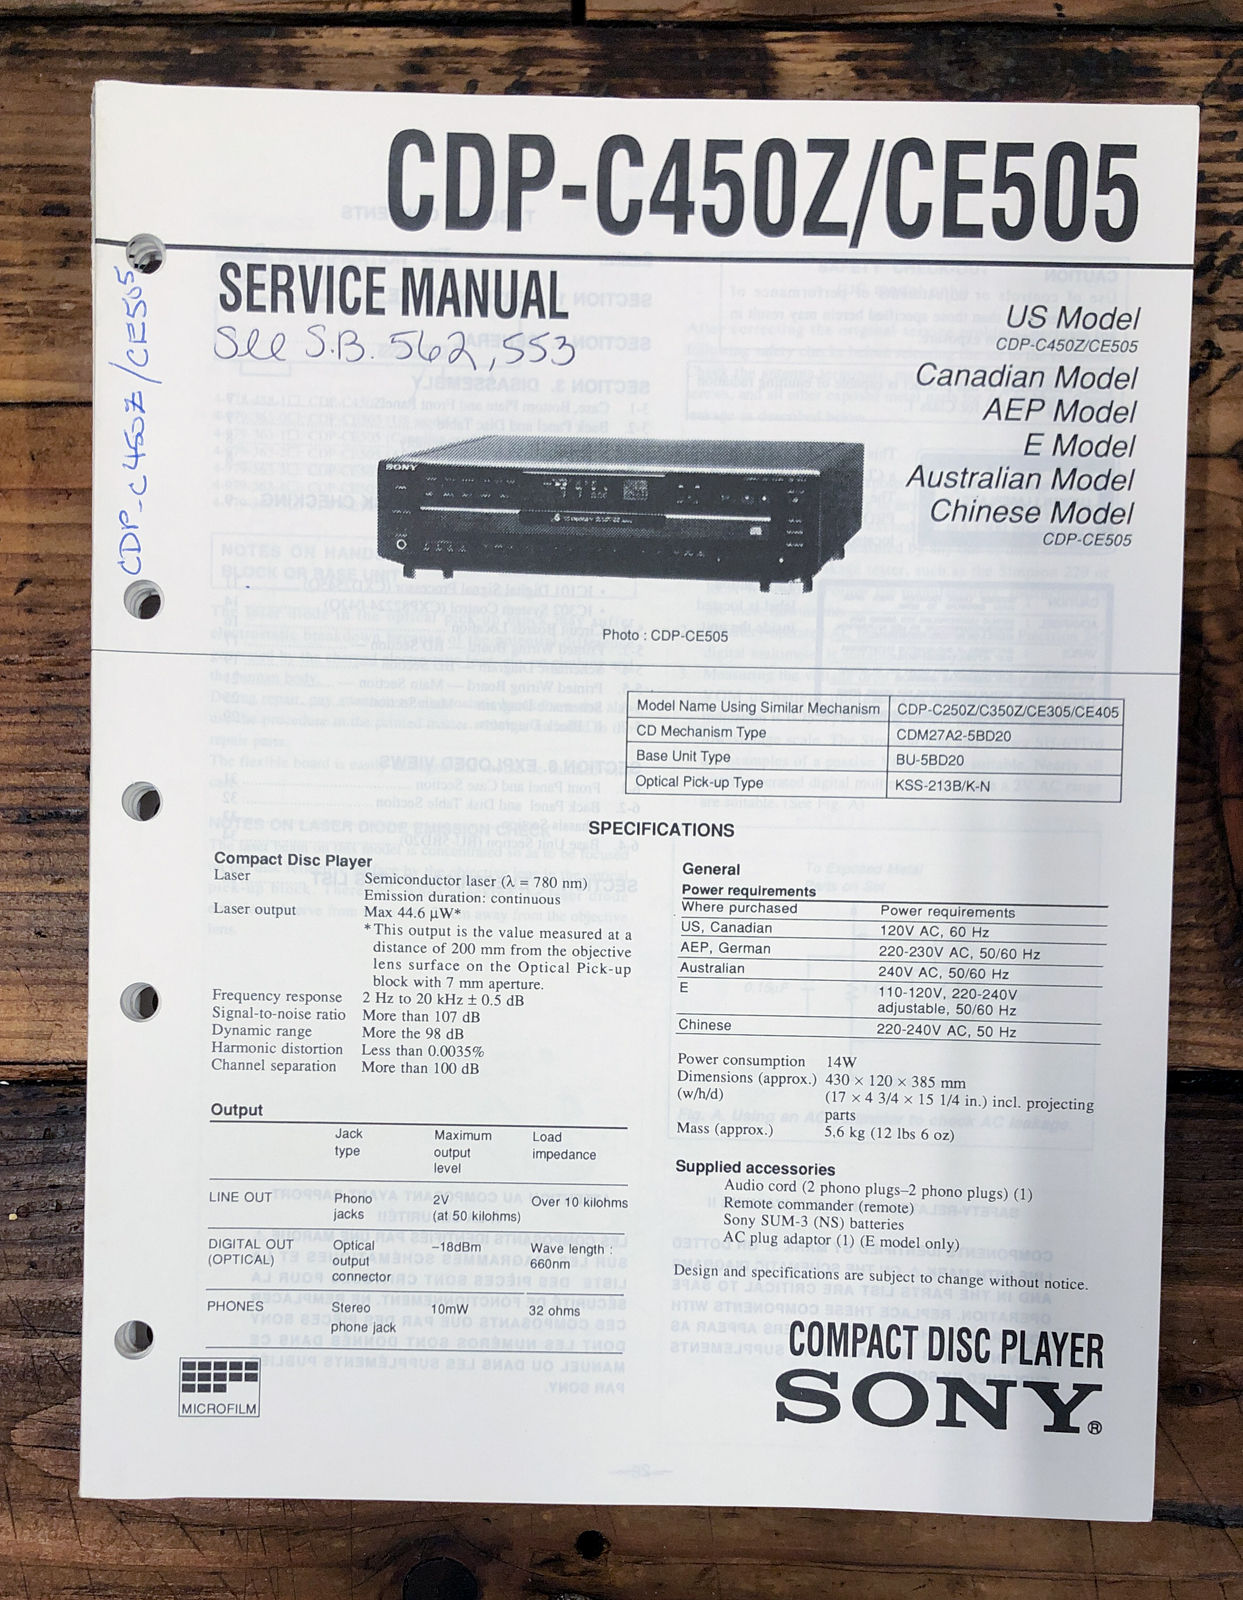 CDP-C450Z/CE505
SERVICE MANUAL
See S.B. 562, 553
CDP-C450Z/CE505
US Model
CDP-C450Z/CE505
Canadian Model
AEP Model
E Model
Australian Model
Chinese Model
CDP-CE505
SONY
Photo : CDP-CE505
Model Name Using Similar Mechanism CDP-C250Z/C350Z/CE305/CE405
CD Mechanism Type CDM27A2-5BD20
Base Unit Type BU-5BD20
Optical Pick-up Type KSS-213B/K-N
SPECIFICATIONS
Compact Disc Player
Laser Semiconductor laser (λ = 780 nm)
Emission duration: continuous
Laser output Max 44.6 μW*
*This output is the value measured at a
distance of 200 mm from the objective
lens surface on the Optical Pick-up
block with 7 mm aperture.
Frequency response 2 Hz to 20 kHz ± 0.5 dB
Signal-to-noise ratio More than 107 dB
Dynamic range More the 98 dB
Harmonic distortion Less than 0.0035%
Channel separation More than 100 dB
Output
Jack type Maximum output level Load impedance
LINE OUT Phono jacks 2V (at 50 kilohms) Over 10 kilohms
DIGITAL OUT (OPTICAL) Optical output connector –18dBm Wave length : 660nm
PHONES Stereo phone jack 10mW 32 ohms
MICROFILM
General
Power requirements
Where purchased Power requirements
US, Canadian 120V AC, 60 Hz
AEP, German 220-230V AC, 50/60 Hz
Australian 240V AC, 50/60 Hz
E 110-120V, 220-240V
adjustable, 50/60 Hz
Chinese 220-240V AC, 50 Hz
Power consumption 14W
Dimensions (approx.) 430 × 120 × 385 mm
(w/h/d) (17 × 4 3/4 × 15 1/4 in.) incl. projecting
parts
Mass (approx.) 5,6 kg (12 lbs 6 oz)
Supplied accessories
Audio cord (2 phono plugs–2 phono plugs) (1)
Remote commander (remote)
Sony SUM-3 (NS) batteries
AC plug adaptor (1) (E model only)
Design and specifications are subject to change without notice.
COMPACT DISC PLAYER
SONY®